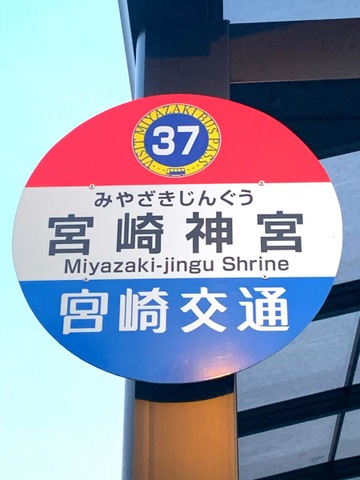 VISIT MIYAZAKI BUS PASS
37
みやざきじんぐう
宮崎神宮
Miyazaki-jingu Shrine
宮崎交通